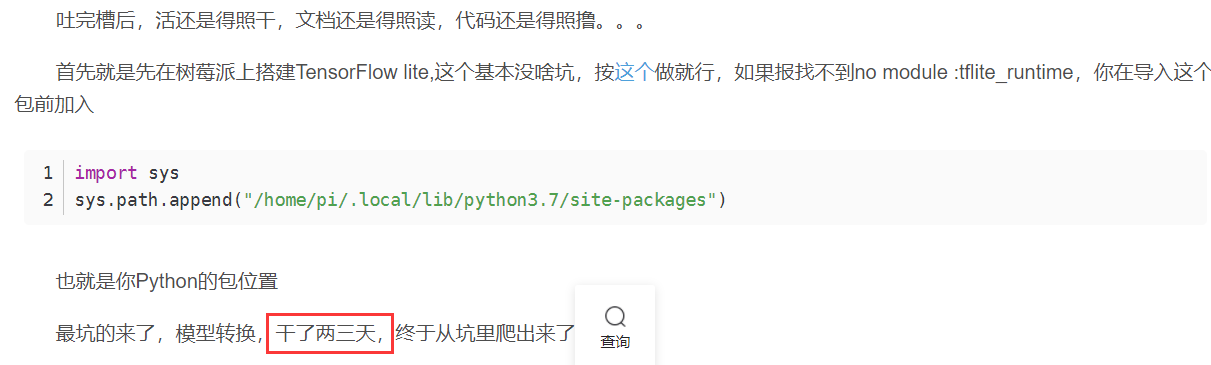 吐完槽后，活还是得照干，文档还是得照读，代码还是得照撸。。。
首先就是先在树莓派上搭建TensorFlow lite,这个基本没啥坑，按这个做就行，如果报找不到no module :tflite_runtime，你在导入这个
包前加入
1 import sys
2 sys.path.append("/home/pi/.local/lib/python3.7/site-packages")
也就是你Python的包位置
最坑的来了，模型转换，干了两三天，终于从坑里爬出来了
查询